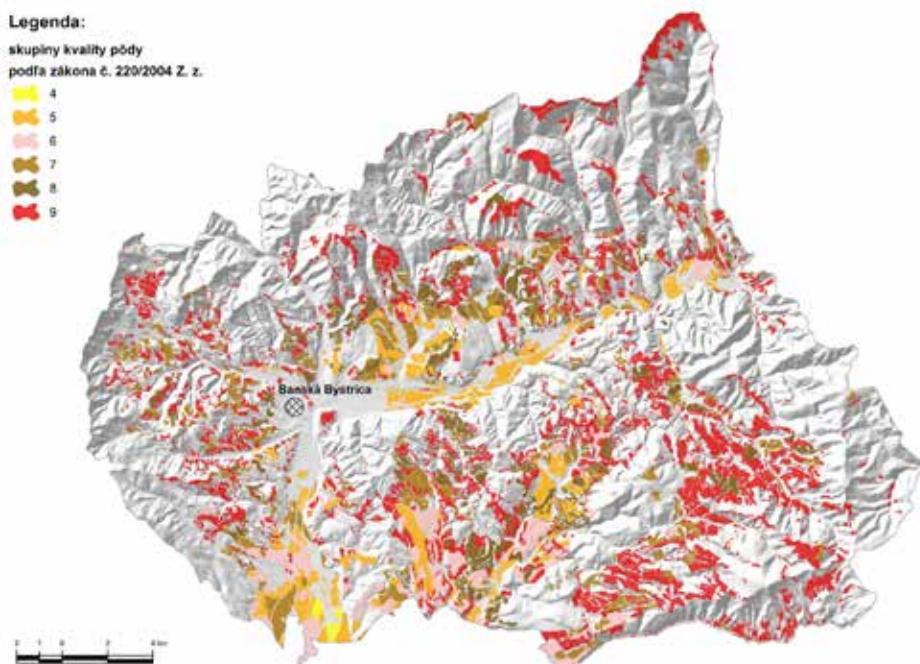 Legenda:
skupiny kvality pôdy
podľa zákona č. 220/2004 Z. z.
4
5
6
7
8
9
Banská Bystrica